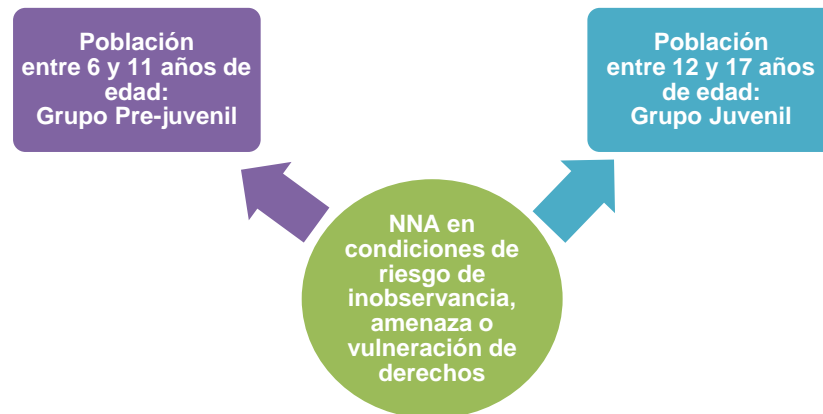 Población
entre 6 y 11 años de
edad:
Grupo Pre-juvenil
Población
entre 12 y 17 años
de edad:
Grupo Juvenil
NNA en
condiciones de
riesgo de
inobservancia,
amenaza o
vulneración de
derechos